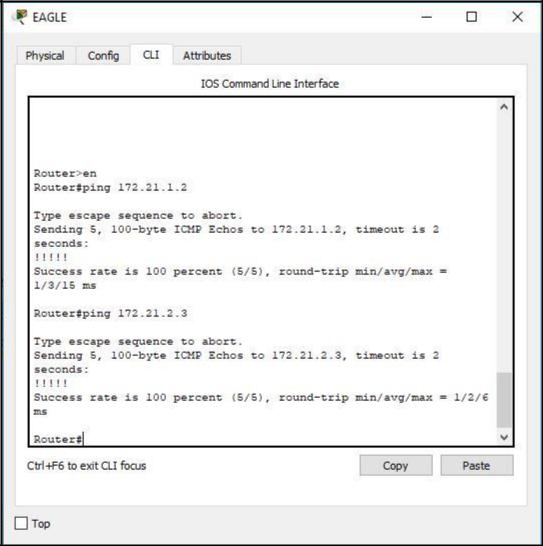 EAGLE
Physical Config CLI Attributes
IOS Command Line Interface
Router>en
Router#ping 172.21.1.2
Type escape sequence to abort.
Sending 5, 100-byte ICMP Echos to 172.21.1.2, timeout is 2
seconds:
!!!!!
Success rate is 100 percent (5/5), round-trip min/avg/max =
1/3/15 ms
Router#ping 172.21.2.3
Type escape sequence to abort.
Sending 5, 100-byte ICMP Echos to 172.21.2.3, timeout is 2
seconds:
!!!!!
Success rate is 100 percent (5/5), round-trip min/avg/max = 1/2/6
ms
Router#
Ctrl+F6 to exit CLI focus
Copy Paste
Top